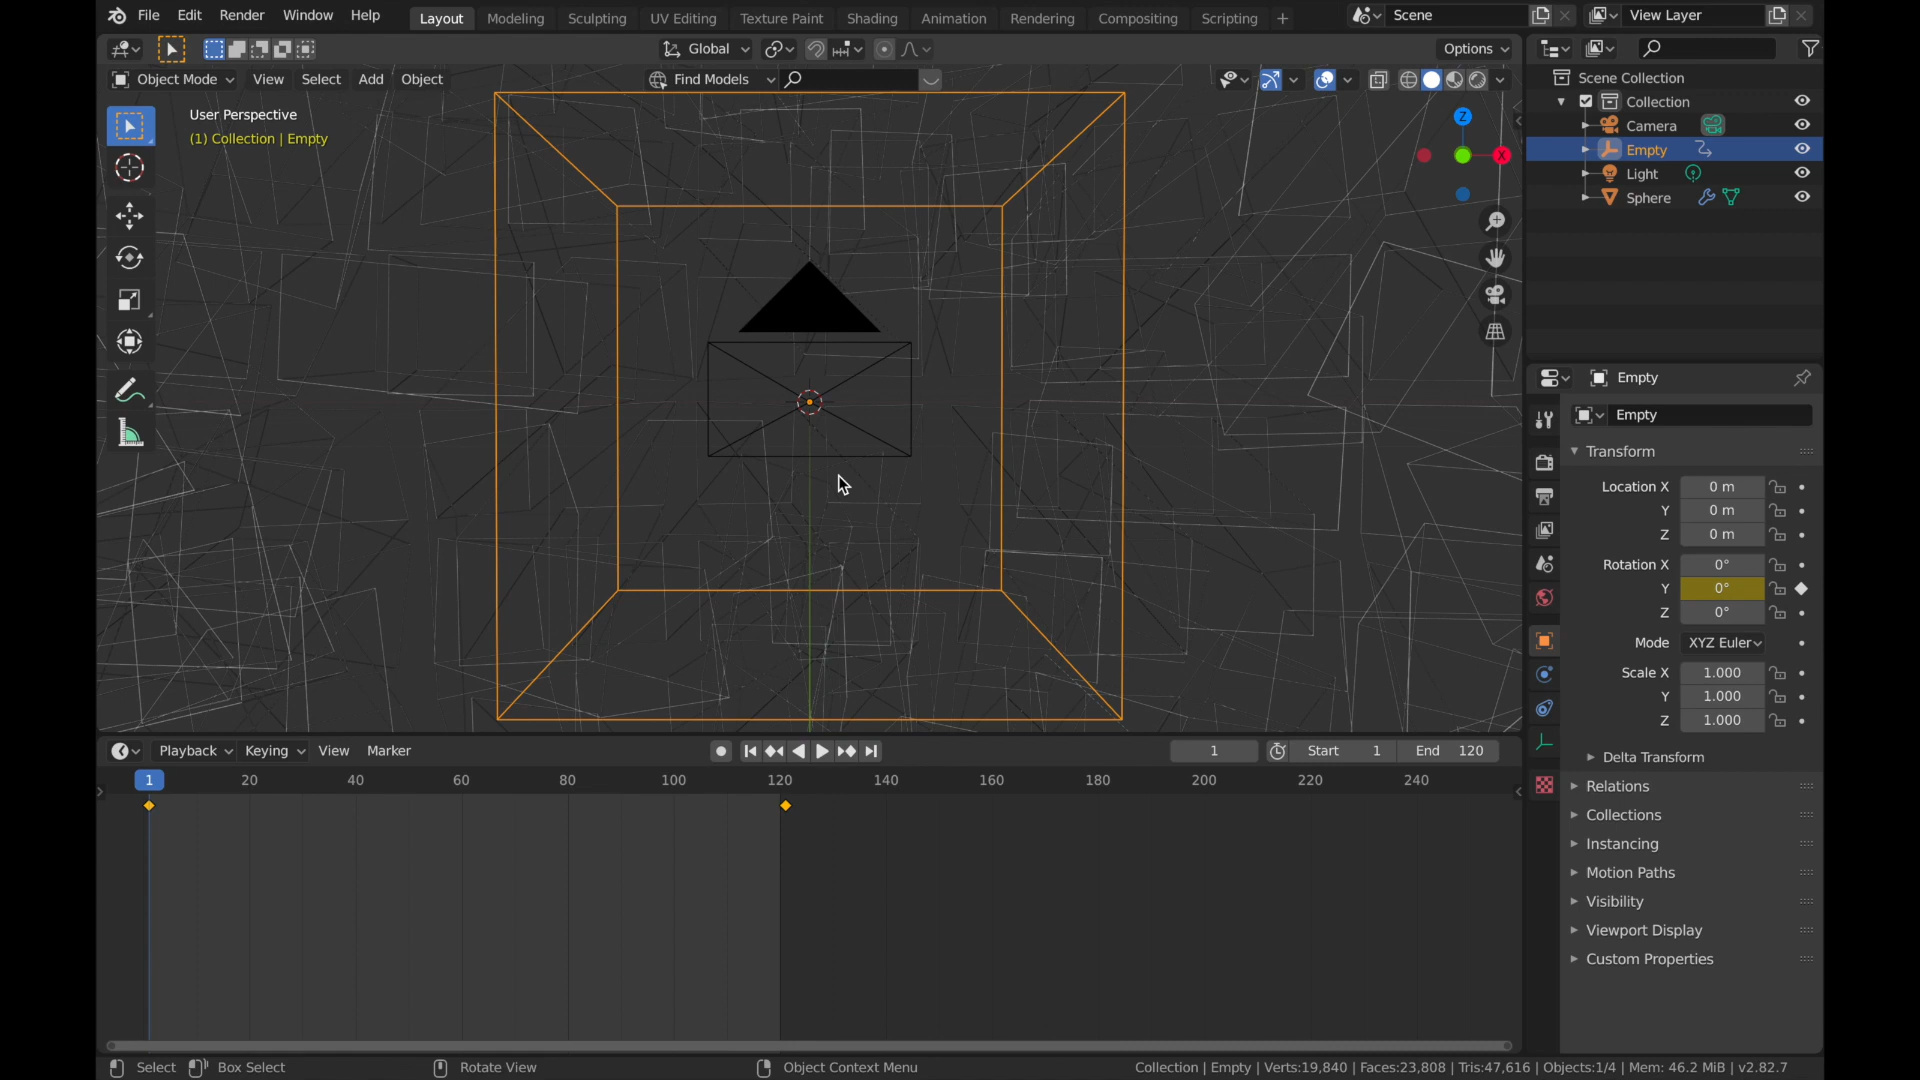 File Edit Render Window Help Layout Modeling Sculpting UV Editing Texture Paint Shading Animation Rendering Compositing Scripting + Scene View Layer
Global Options
Object Mode View Select Add Object Find Models
User Perspective
(1) Collection | Empty
Z
X
Scene Collection
Collection
Camera
Empty
Light
Sphere
Empty
Empty
Transform
Location X 0 m
Y 0 m
Z 0 m
Rotation X 0°
Y 0°
Z 0°
Mode XYZ Euler
Scale X 1.000
Y 1.000
Z 1.000
Delta Transform
Relations
Collections
Instancing
Motion Paths
Visibility
Viewport Display
Custom Properties
Playback Keying View Marker 1 Start 1 End 120
1 20 40 60 80 100 120 140 160 180 200 220 240
Select Box Select Rotate View Object Context Menu Collection | Empty | Verts:19,840 | Faces:23,808 | Tris:47,616 | Objects:1/4 | Mem: 46.2 MiB | v2.82.7